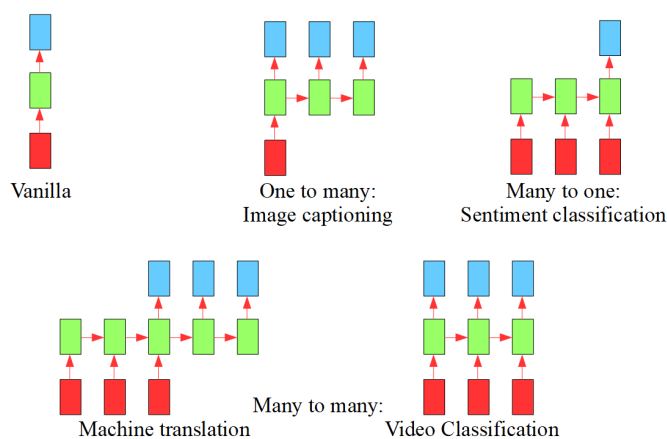 Vanilla
One to many:
Image captioning
Many to one:
Sentiment classification
Machine translation
Many to many:
Video Classification